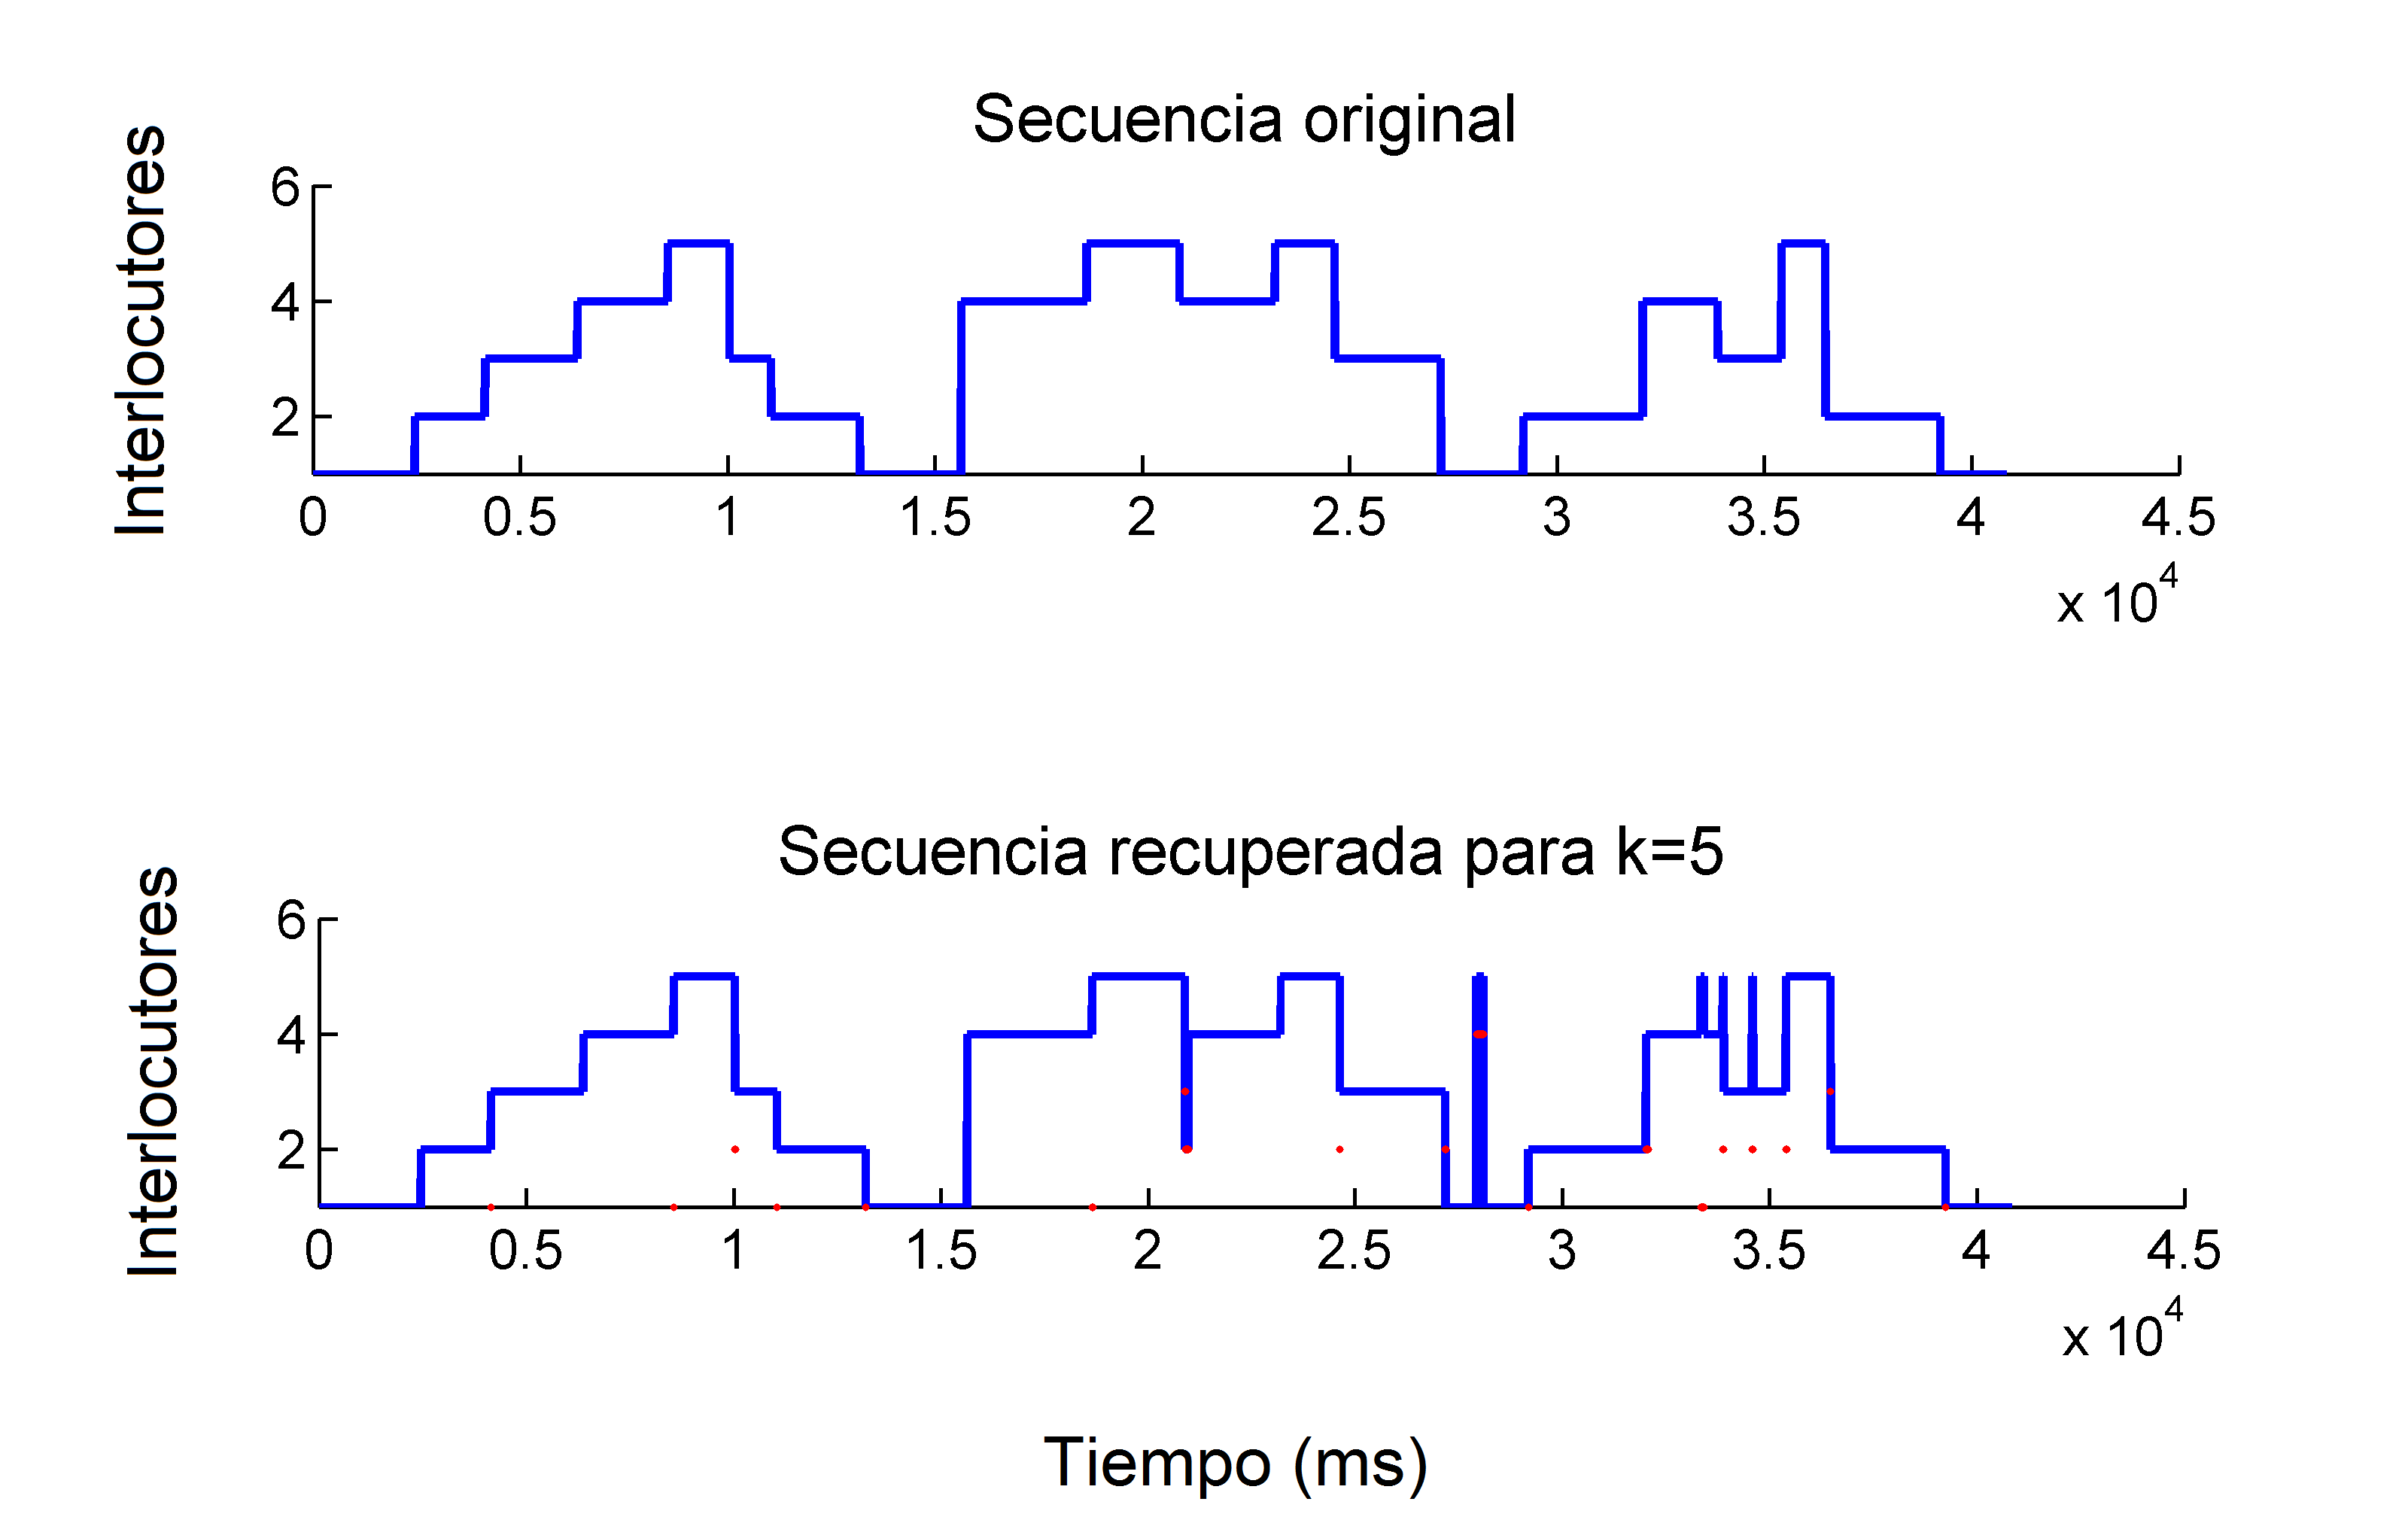 Secuencia original
Interlocutores
6
4
2
0 0.5 1 1.5 2 2.5 3 3.5 4 4.5
x 10^4
Secuencia recuperada para k=5
Interlocutores
6
4
2
0 0.5 1 1.5 2 2.5 3 3.5 4 4.5
x 10^4
Tiempo (ms)